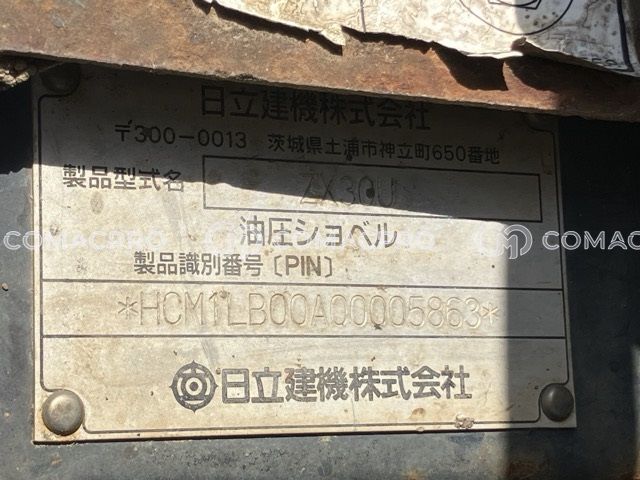 日立建機株式会社
〒300-0013 茨城県土浦市神立町650番地
製品型式名 ZX30U
油圧ショベル
COMACPRO COMACPRO COMAC
製品識別番号〔PIN〕
*HCM1LB00A00005863*
日立建機株式会社